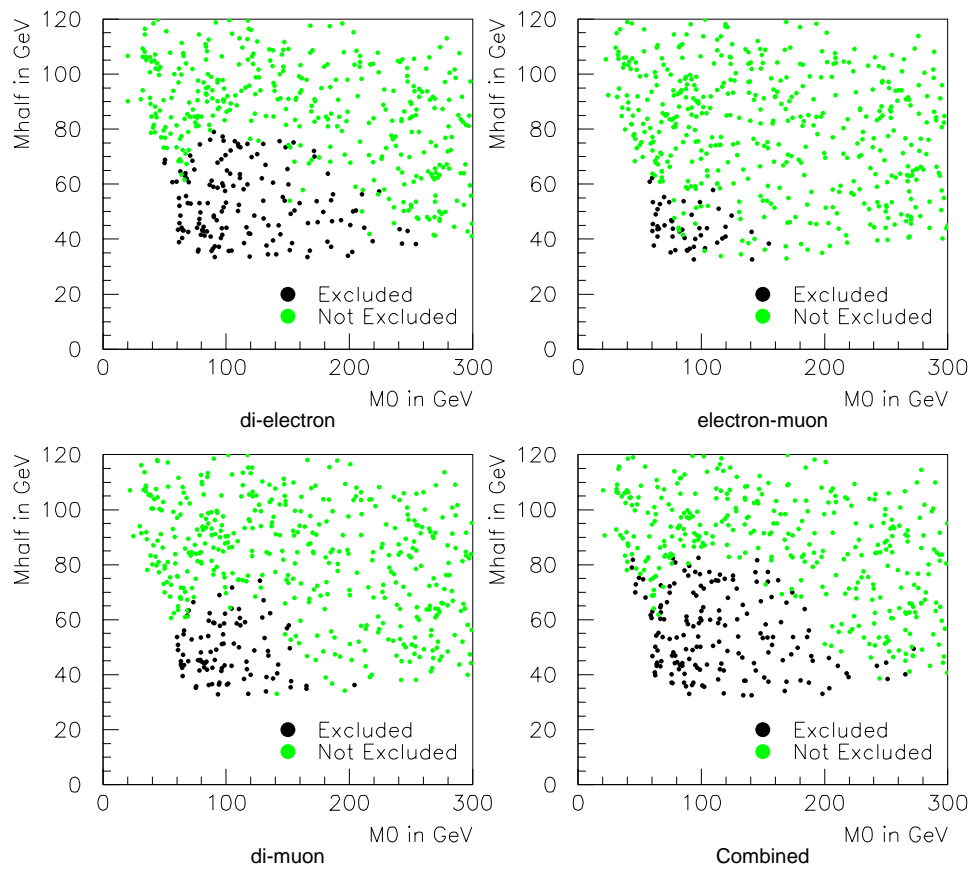 Mhalf in GeV
120
100
80
60
40
20
0
Excluded
Not Excluded
0
100
200
300
M0 in GeV
di-electron
Mhalf in GeV
120
100
80
60
40
20
0
Excluded
Not Excluded
0
100
200
300
M0 in GeV
electron-muon
Mhalf in GeV
120
100
80
60
40
20
0
Excluded
Not Excluded
0
100
200
300
M0 in GeV
di-muon
Mhalf in GeV
120
100
80
60
40
20
0
Excluded
Not Excluded
0
100
200
300
M0 in GeV
Combined